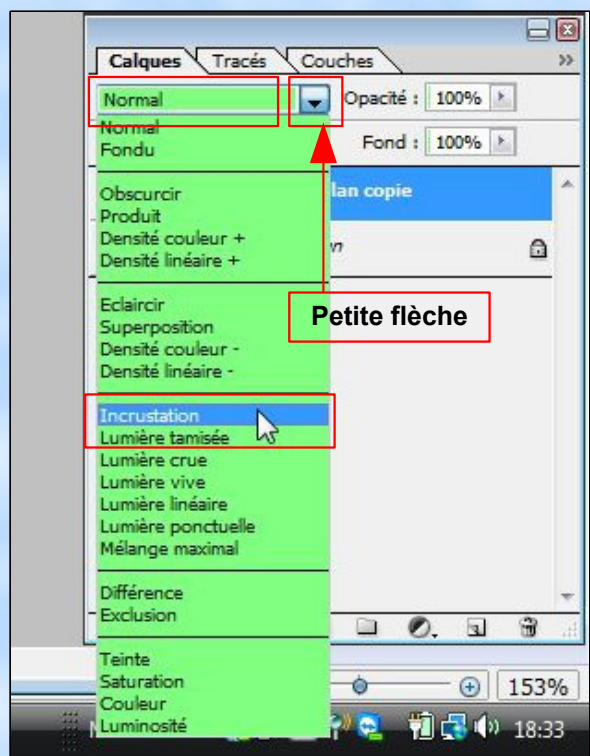 Calques Tracés Couches
Normal Opacité : 100%
Normal
Fondu
Fond : 100%
Obscurcir
Produit
Densité couleur +
Densité linéaire +
lan copie
n
Eclaircir
Superposition
Densité couleur -
Densité linéaire -
Petite flèche
Incrustation
Lumière tamisée
Lumière crue
Lumière vive
Lumière linéaire
Lumière ponctuelle
Mélange maximal
Différence
Exclusion
Teinte
Saturation
Couleur
Luminosité
153%
18:33